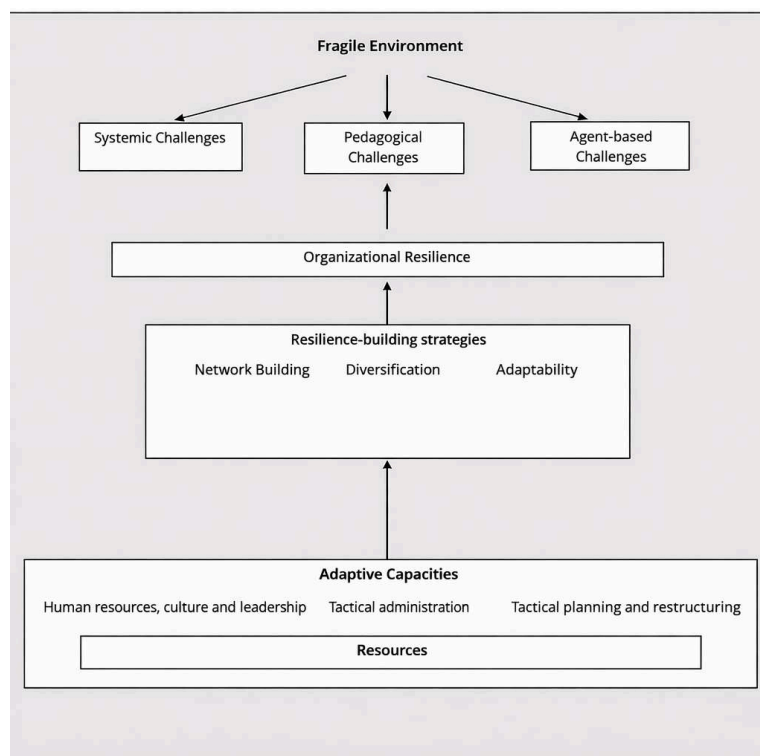 Fragile Environment
Systemic Challenges
Pedagogical
Challenges
Agent-based
Challenges
Organizational Resilience
Resilience-building strategies
Network Building Diversification Adaptability
Adaptive Capacities
Human resources, culture and leadership Tactical administration Tactical planning and restructuring
Resources